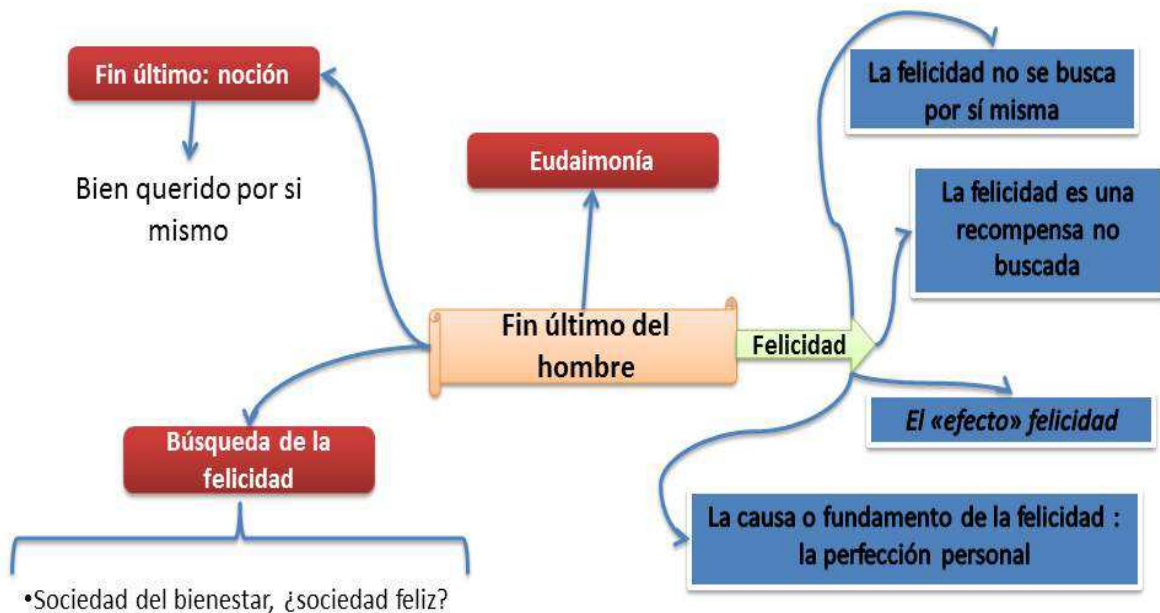 Fin último: noción
Bien querido por si
mismo
Eudaimonía
Fin último del
hombre
Felicidad
La felicidad no se busca
por sí misma
La felicidad es una
recompensa no
buscada
El «efecto» felicidad
La causa o fundamento de la felicidad :
la perfección personal
Búsqueda de la
felicidad
•Sociedad del bienestar, ¿sociedad feliz?